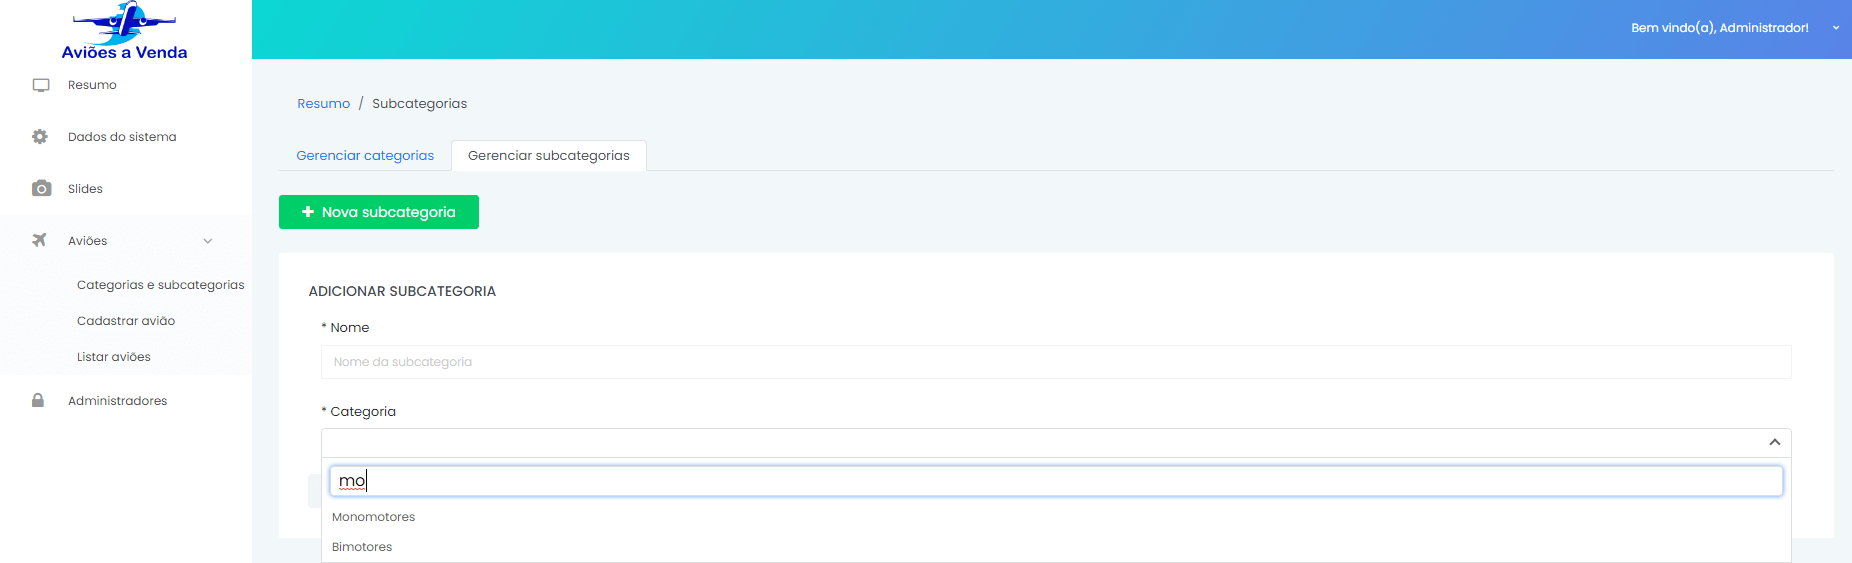 Aviões a Venda
Bem vindo(a), Administrador!
Resumo
Dados do sistema
Slides
Aviões
Categorias e subcategorias
Cadastrar avião
Listar aviões
Administradores
Resumo / Subcategorias
Gerenciar categorias
Gerenciar subcategorias
+ Nova subcategoria
ADICIONAR SUBCATEGORIA
* Nome
Nome da subcategoria
* Categoria
mo
Monomotores
Bimotores